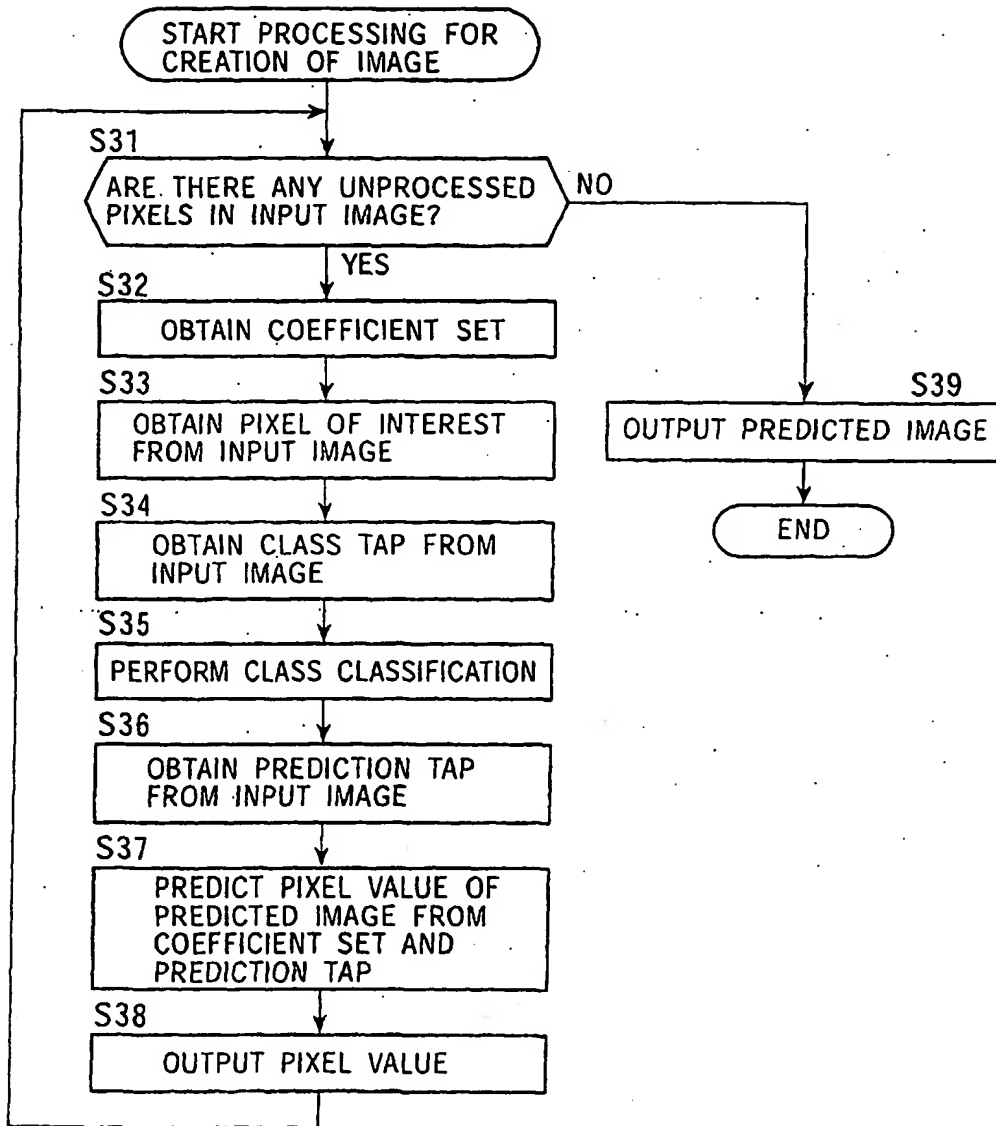 START PROCESSING FOR
CREATION OF IMAGE
S31
ARE THERE ANY UNPROCESSED
PIXELS IN INPUT IMAGE?
NO
YES
S32
OBTAIN COEFFICIENT SET
S33
OBTAIN PIXEL OF INTEREST
FROM INPUT IMAGE
S39
OUTPUT PREDICTED IMAGE
END
S34
OBTAIN CLASS TAP FROM
INPUT IMAGE
S35
PERFORM CLASS CLASSIFICATION
S36
OBTAIN PREDICTION TAP
FROM INPUT IMAGE
S37
PREDICT PIXEL VALUE OF
PREDICTED IMAGE FROM
COEFFICIENT SET AND
PREDICTION TAP
S38
OUTPUT PIXEL VALUE